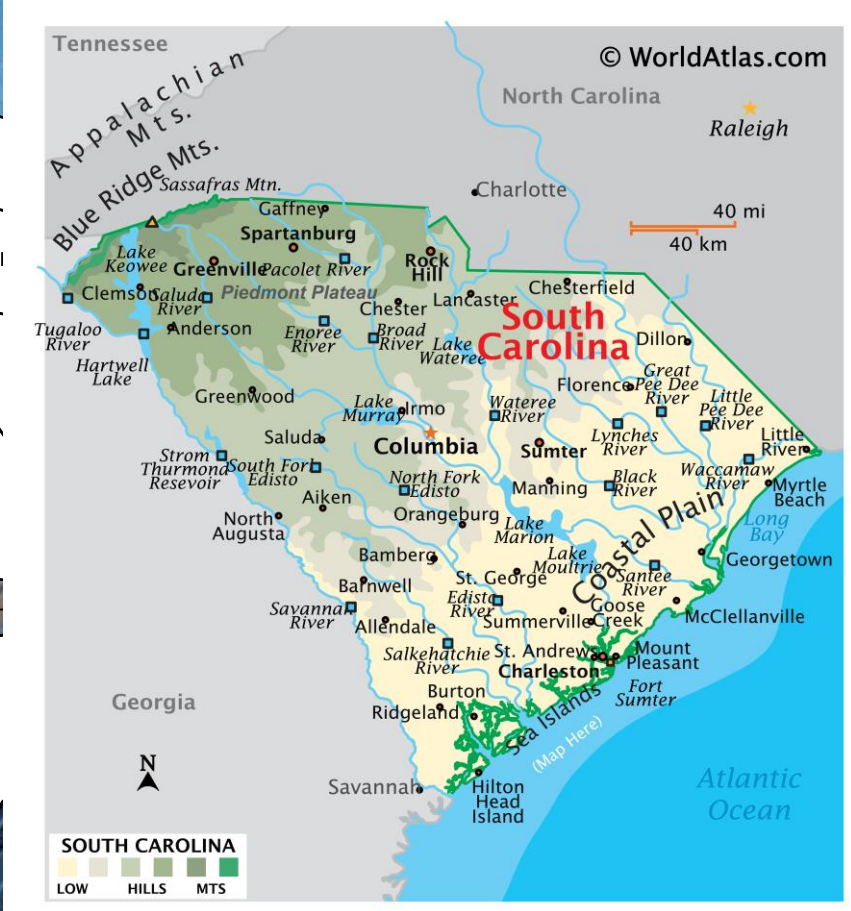 Tennessee
© WorldAtlas.com
North Carolina
Raleigh
Appalachian
Mts.
Blue Ridge Mts.
Sassafras Mtn.
Charlotte
40 mi
40 km
Gaffney
Spartanburg
Lake
Keowee
Greenville
Pacolet River
Rock
Hill
Clemson
Saluda
River
Piedmont Plateau
Chester
Lancaster
Chesterfield
South
Carolina
Tugaloo
River
Anderson
Enoree
River
Broad
River
Lake
Wateree
Dillon
Hartwell
Lake
Florence
Great
Pee Dee
River
Little
Pee Dee
River
Greenwood
Lake
Murray
Irmo
Wateree
River
Lynches
River
Little
River
Saluda
Columbia
Sumter
Strom
Thurmond
Resevoir
South Fork
Edisto
North Fork
Edisto
Manning
Black
River
Waccamaw
River
Myrtle
Beach
Aiken
North
Augusta
Orangeburg
Lake
Marion
Coastal Plain
Long
Bay
Bamberg
Lake
Moultrie
Georgetown
Barnwell
St. George
Santee
River
Savannah
River
Edisto
River
Allendale
Summerville
Goose
Creek
McClellanville
Salkehatchie
River
St. Andrews
Mount
Pleasant
Charleston
Burton
Fort
Sumter
Georgia
Ridgeland
Sea Islands
(Map Here)
N
Savannah
Hilton
Head
Island
Atlantic
Ocean
SOUTH CAROLINA
LOW HILLS MTS